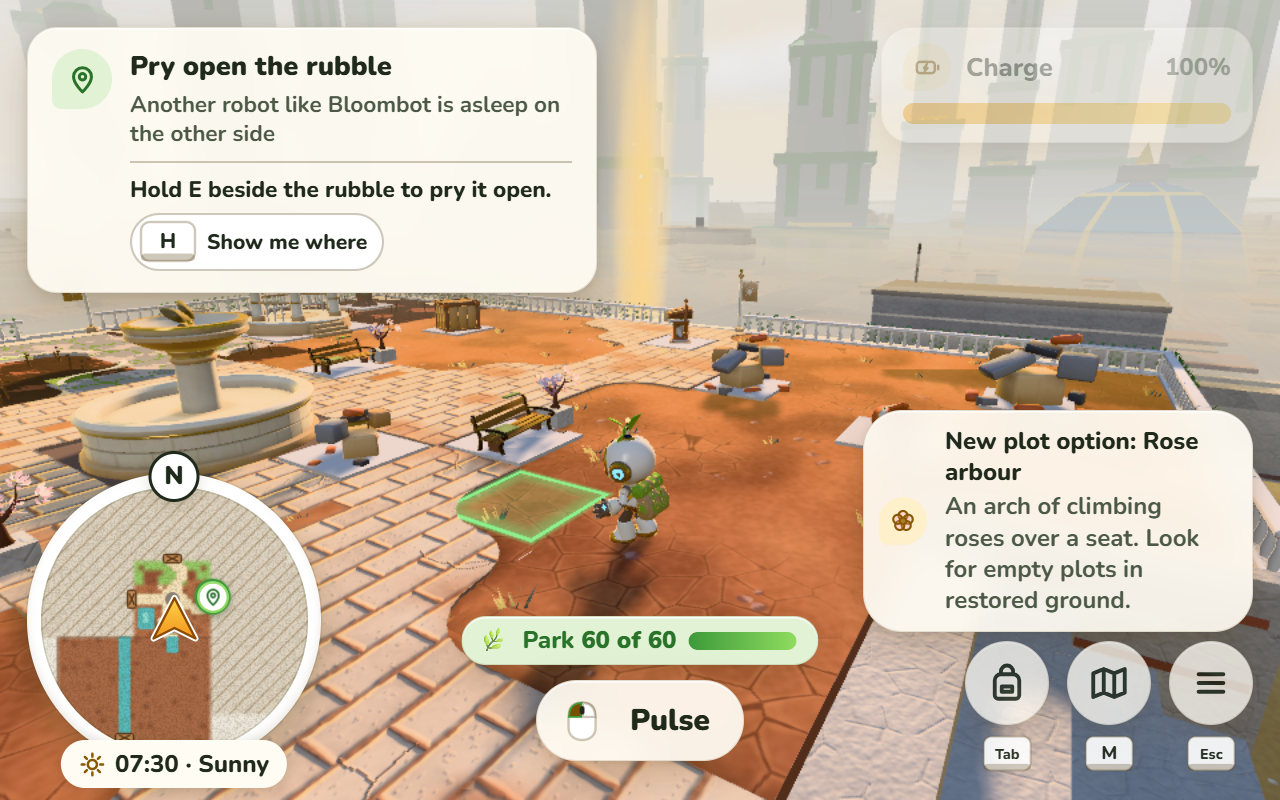 Pry open the rubble
Another robot like Bloombot is asleep on
the other side
Hold E beside the rubble to pry it open.
H Show me where
Charge 100%
N
New plot option: Rose
arbour
An arch of climbing
roses over a seat. Look
for empty plots in
restored ground.
Park 60 of 60
Pulse
Tab
M
Esc
07:30 · Sunny